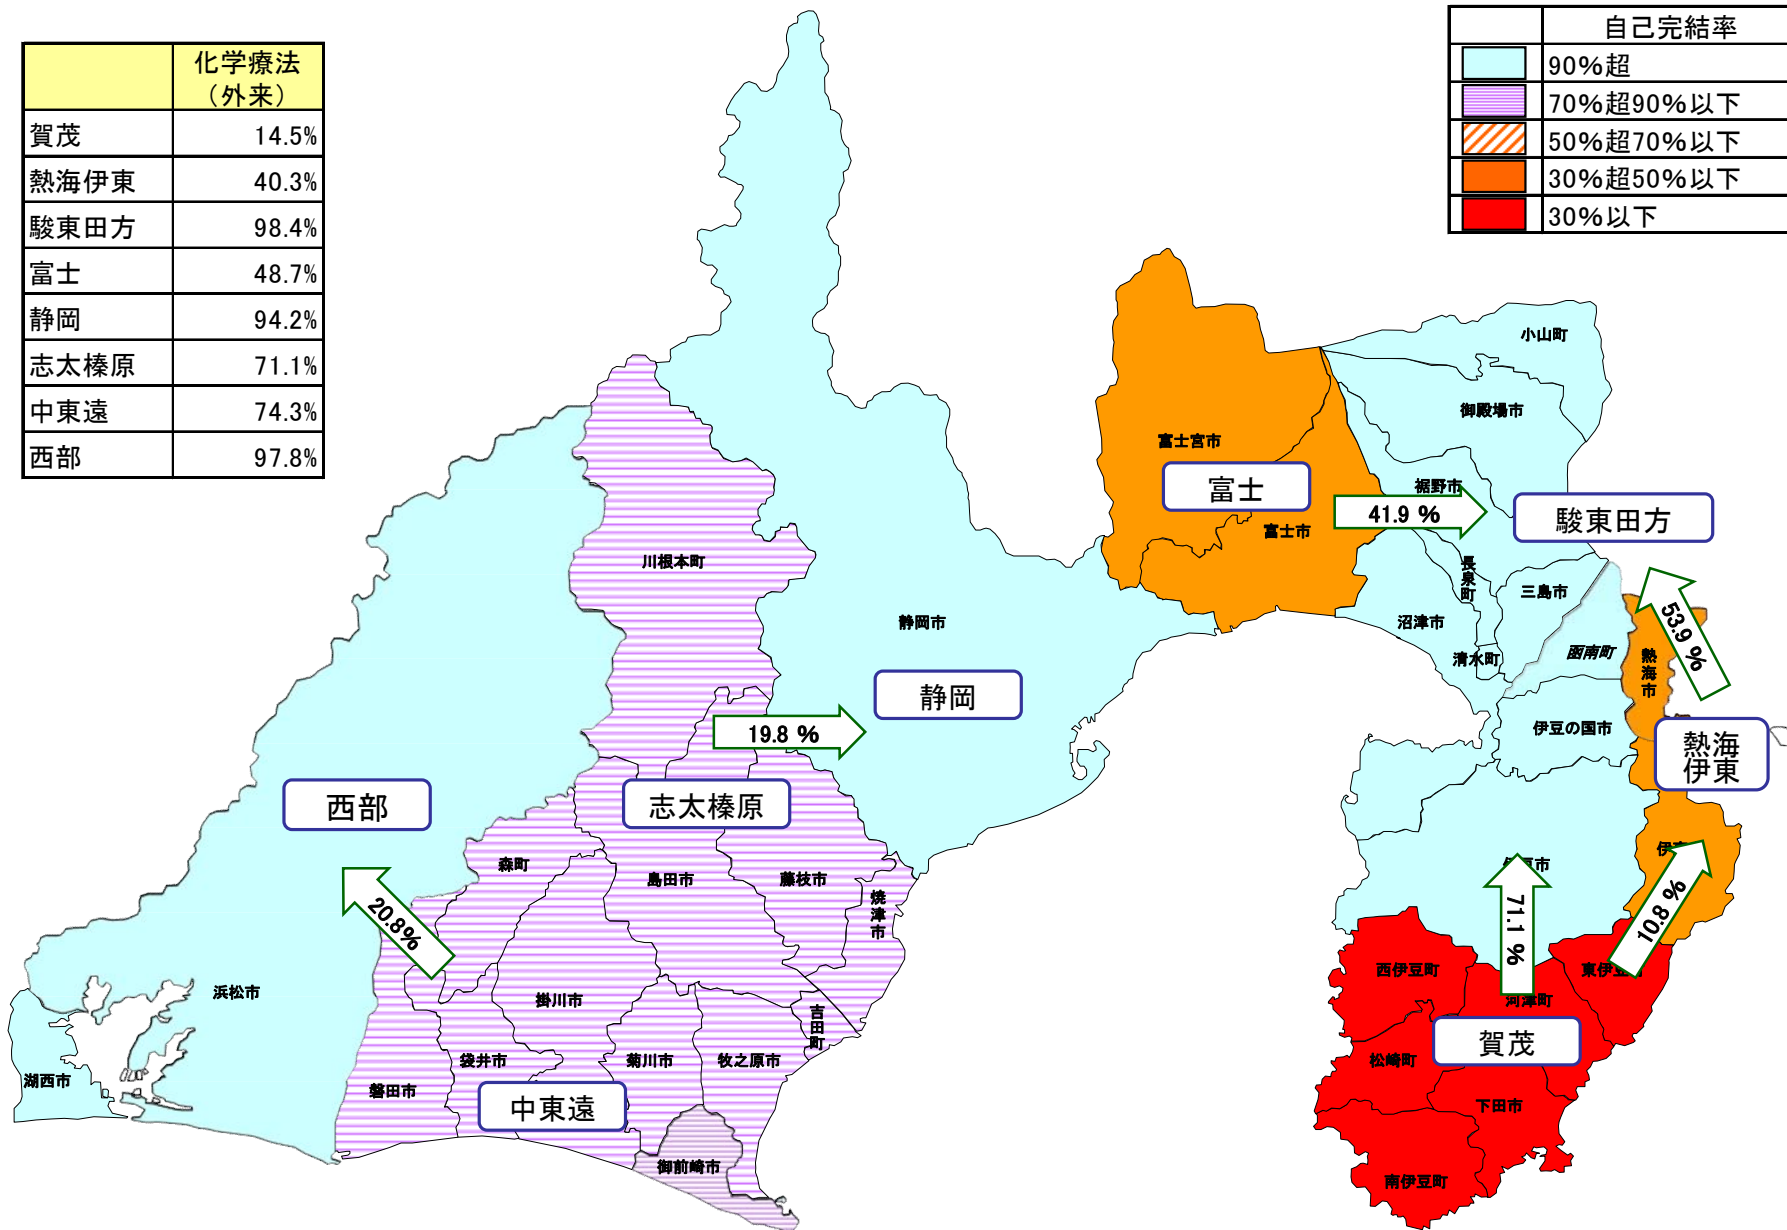 化学療法
（外来）
賀茂 14.5%
熱海伊東 40.3%
駿東田方 98.4%
富士 48.7%
静岡 94.2%
志太榛原 71.1%
中東遠 74.3%
西部 97.8%
自己完結率
90%超
70%超90%以下
50%超70%以下
30%超50%以下
30%以下
小山町
御殿場市
富士宮市
富士
裾野市
41.9 %
駿東田方
富士市
川根本町
長泉町
三島市
53.9 %
静岡市
沼津市
函南町
清水町
熱海市
静岡
19.8 %
伊豆の国市
熱海
伊東
西部
志太榛原
森町
島田市
藤枝市
焼津市
20.8%
71.1 %
10.8 %
浜松市
掛川市
西伊豆町
河津町
吉田町
賀茂
湖西市
磐田市
袋井市
菊川市
牧之原市
松崎町
中東遠
下田市
御前崎市
南伊豆町